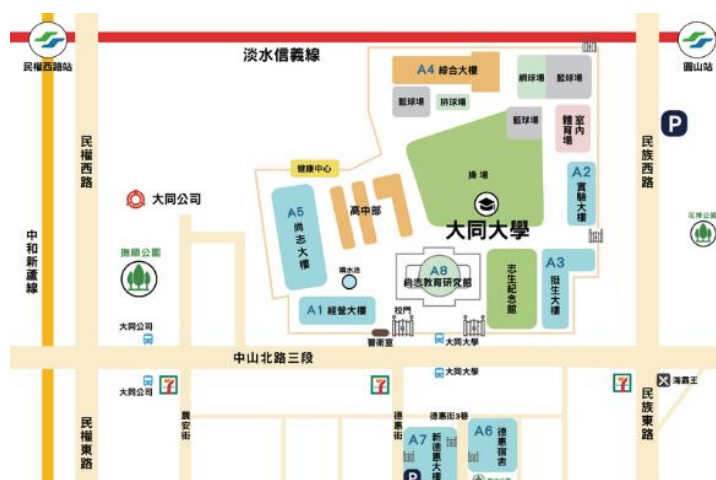 淡水信義線
民權西路站
圓山站
A4 綜合大樓
網球場
籃球場
籃球場
排球場
籃球場
室內
體育場
P
民權西路
民族西路
健康中心
操場
A2
實驗大樓
大同公司
A5
尚志大樓
高中部
大同大學
花博公園
中和新蘆線
撫順公園
噴水池
A8
尚志教育研究館
志生紀念館
A3
挺生大樓
A1 經營大樓
校門
警衛室
大同公司
大同大學
中山北路三段
大同公司
大同大學
7
7
7
海霸王
民權東路
農安街
德惠街
德惠街3巷
民族東路
A7
新德惠大樓
A6
德惠宿舍
P